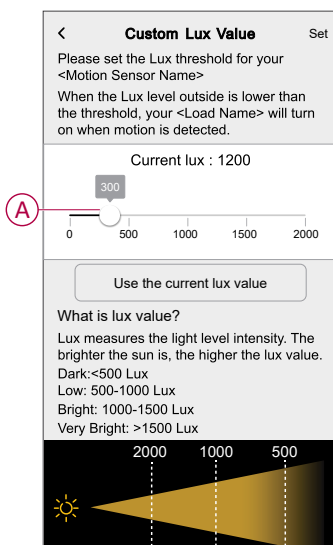 < Custom Lux Value Set
Please set the Lux threshold for your
<Motion Sensor Name>
When the Lux level outside is lower than
the threshold, your <Load Name> will turn
on when motion is detected.
Current lux : 1200
300
A
0 500 1000 1500 2000
Use the current lux value
What is lux value?
Lux measures the light level intensity. The
brighter the sun is, the higher the lux value.
Dark:<500 Lux
Low: 500-1000 Lux
Bright: 1000-1500 Lux
Very Bright: >1500 Lux
2000 1000 500